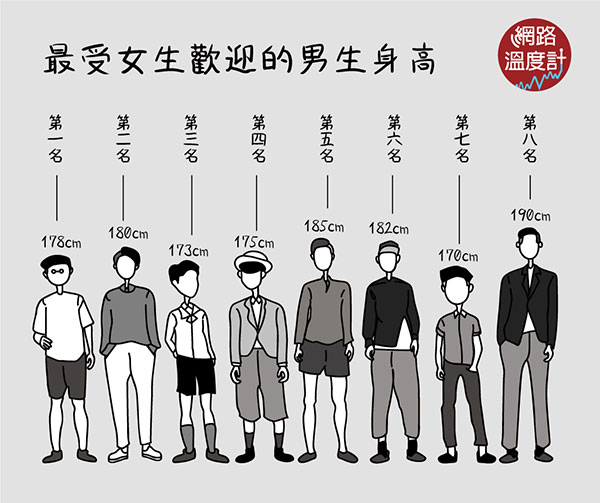 最受女生歡迎的男生身高
網路
溫度計
第一名
第二名
第三名
第四名
第五名
第六名
第七名
第八名
178cm
180cm
173cm
175cm
185cm
182cm
170cm
190cm